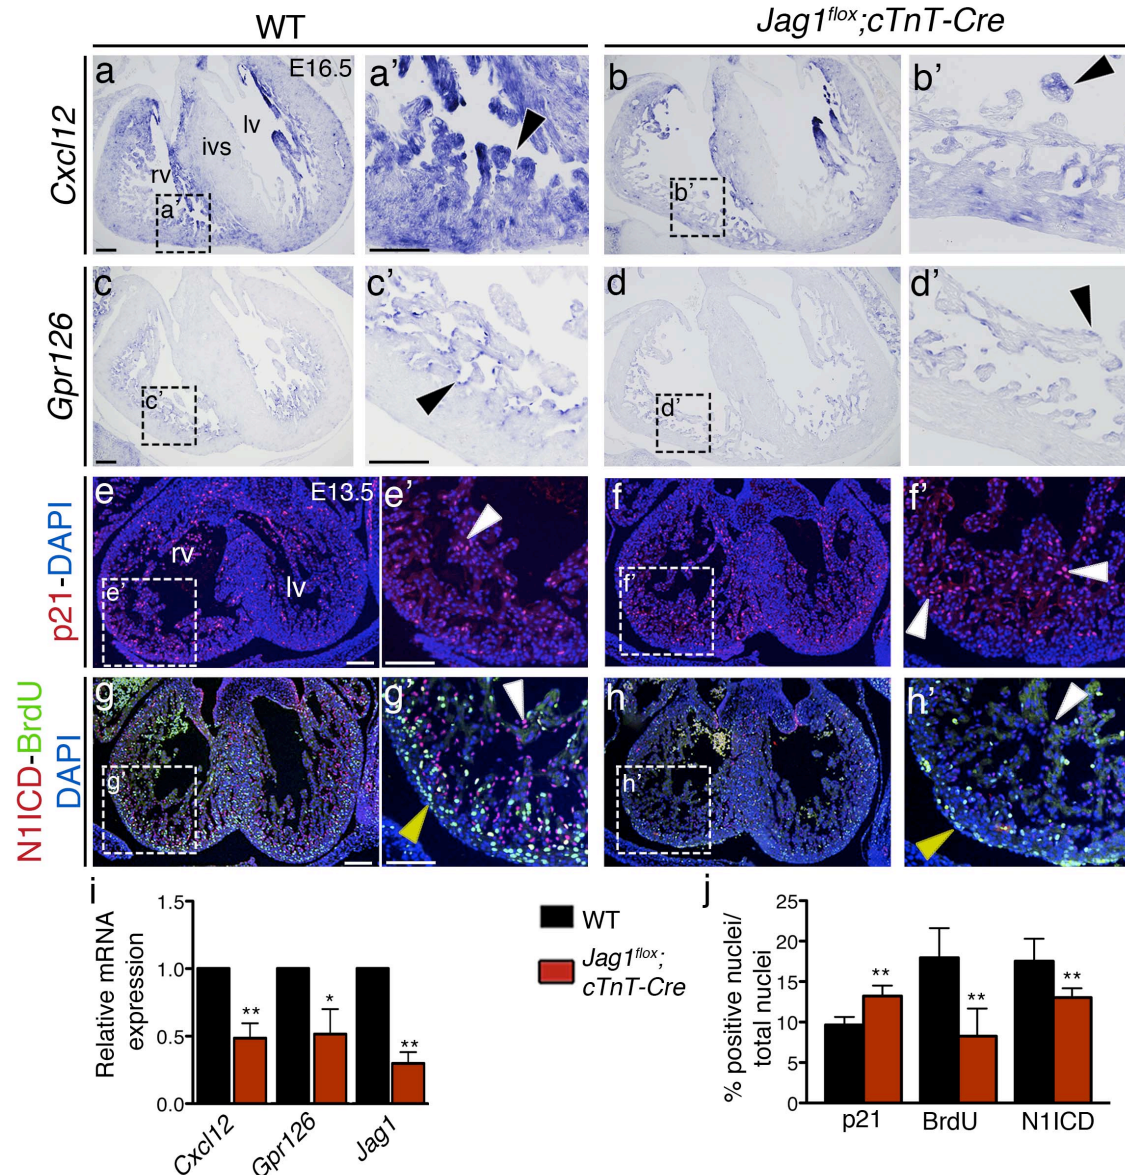 WT
Jag1flox;cTnT-Cre
Cxcl12
a
E16.5
lv
ivs
rv
a’
a’
b
b’
b’
Gpr126
c
c’
c’
d
d’
d’
p21-DAPI
e
E13.5
rv
lv
e’
e’
f
f’
f’
N1ICD-BrdU
DAPI
g
g’
g’
h
h’
h’
i
Relative mRNA
expression
1.5
1.0
0.5
0.0
**
*
**
Cxcl12
Gpr126
Jag1
WT
Jag1flox;
cTnT-Cre
j
% positive nuclei/
total nuclei
25
20
15
10
5
0
**
**
**
p21
BrdU
N1ICD